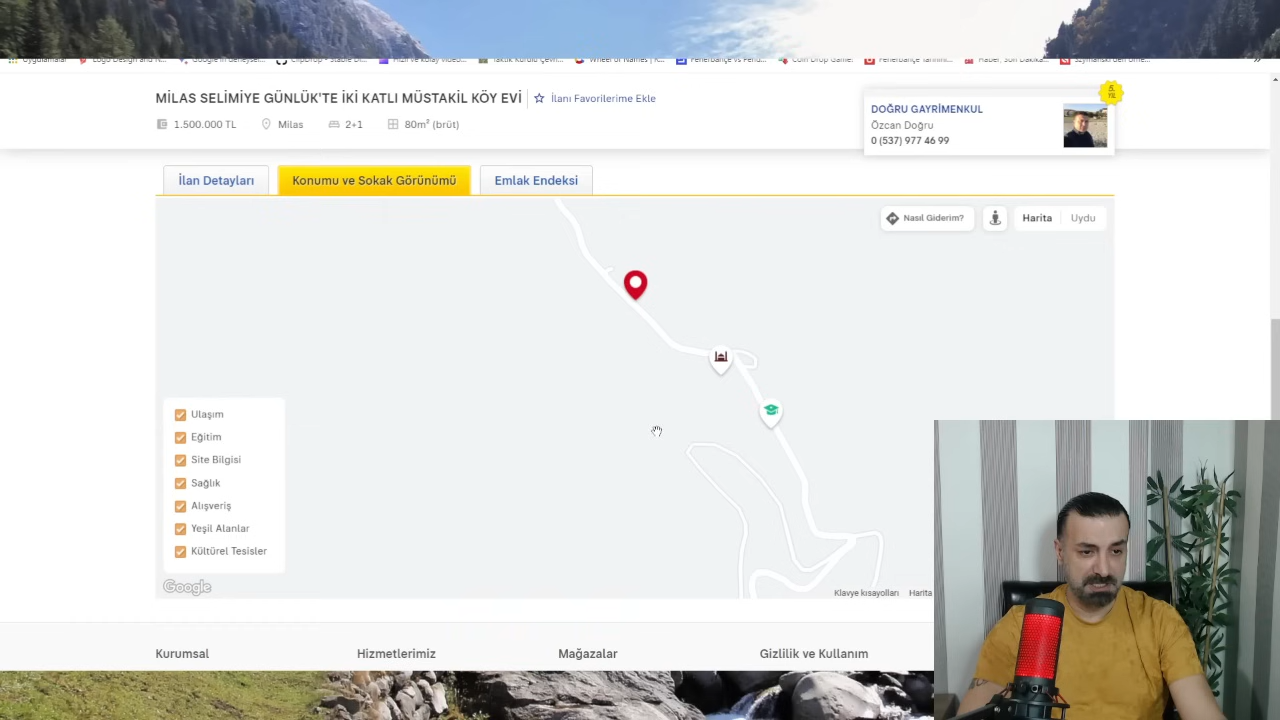 Uygulamalar
MİLAS SELİMİYE GÜNLÜK'TE İKİ KATLI MÜSTAKİL KÖY EVİ
İlanı Favorilerime Ekle
1.500.000 TL
Milas
2+1
80m² (brüt)
5.
YIL
DOĞRU GAYRİMENKUL
Özcan Doğru
0 (537) 977 46 99
İlan Detayları
Konumu ve Sokak Görünümü
Emlak Endeksi
Nasıl Giderim?
Harita
Uydu
Ulaşım
Eğitim
Site Bilgisi
Sağlık
Alışveriş
Yeşil Alanlar
Kültürel Tesisler
Google
Klavye kısayolları
Harita
Kurumsal
Hizmetlerimiz
Mağazalar
Gizlilik ve Kullanım